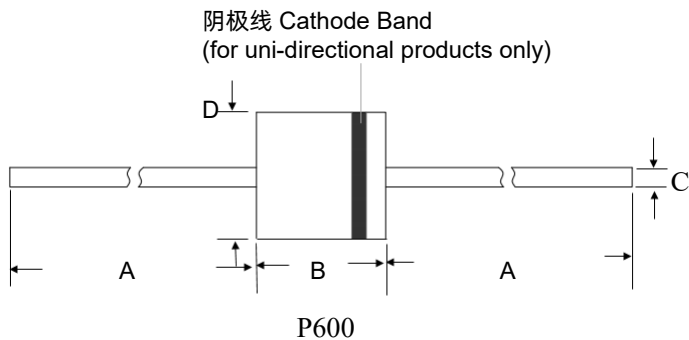 阴极线 Cathode Band
(for uni-directional products only)
D
C
A
B
A
P600